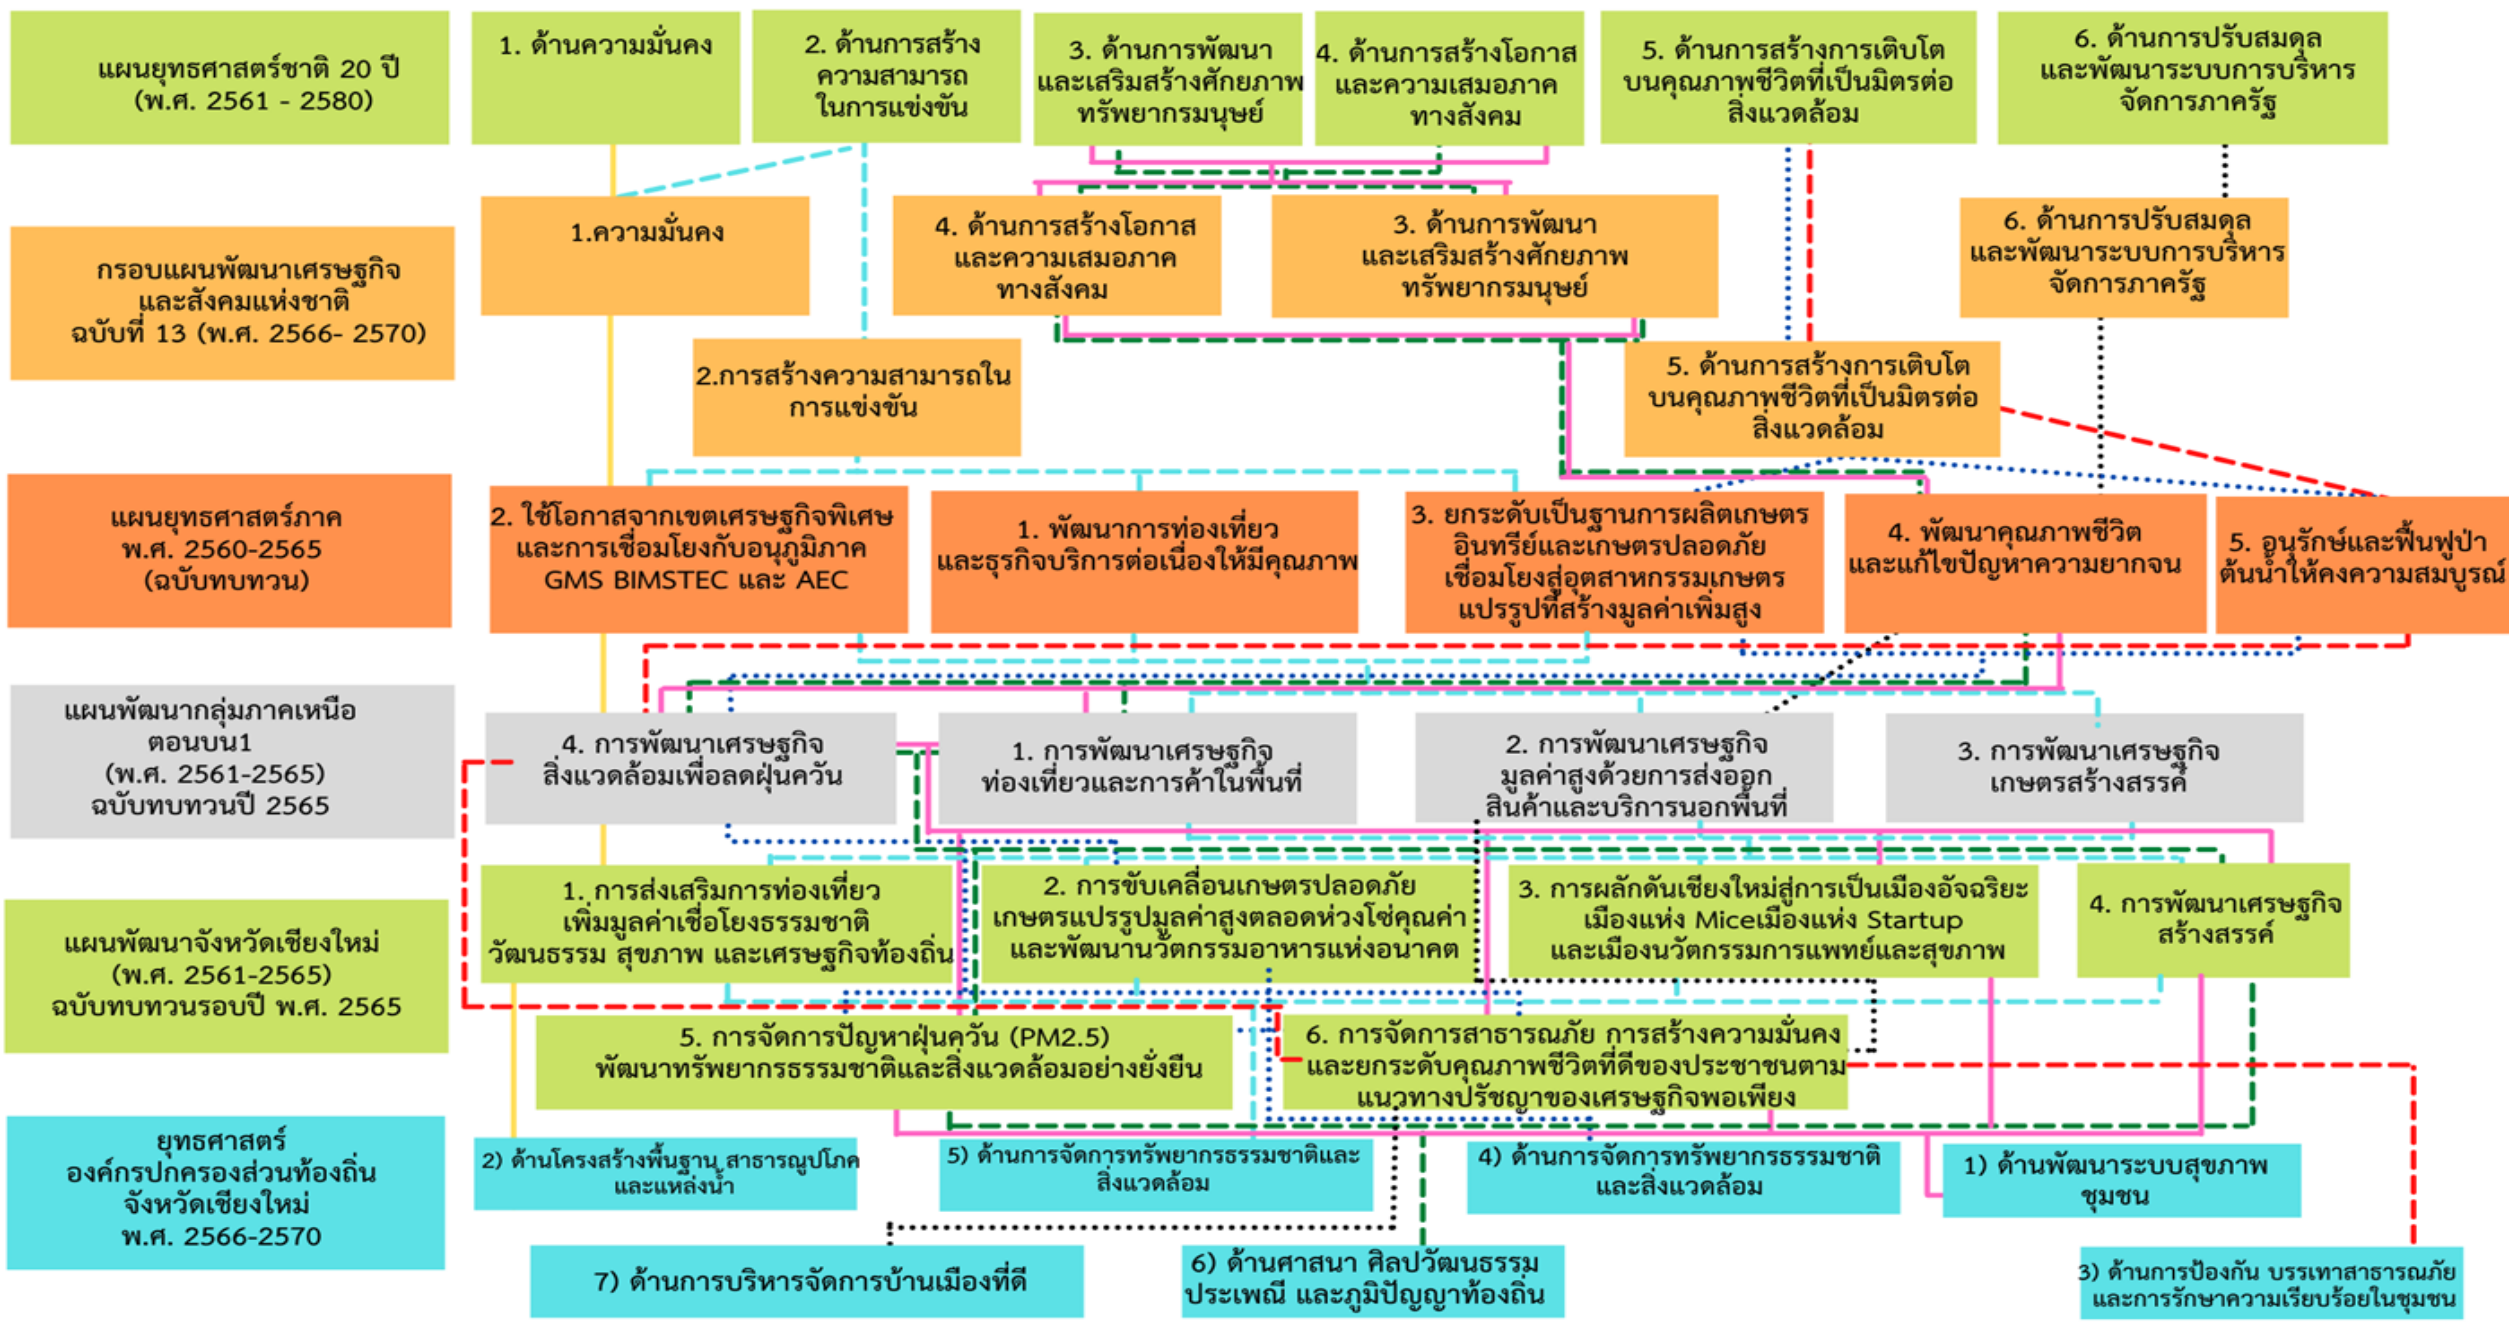 แผนยุทธศาสตร์ชาติ 20 ปี
(พ.ศ. 2561 - 2580)
1. ด้านความมั่นคง
2. ด้านการสร้าง
ความสามารถ
ในการแข่งขัน
3. ด้านการพัฒนา
และเสริมสร้างศักยภาพ
ทรัพยากรมนุษย์
4. ด้านการสร้างโอกาส
และความเสมอภาค
ทางสังคม
5. ด้านการสร้างการเติบโต
บนคุณภาพชีวิตที่เป็นมิตรต่อ
สิ่งแวดล้อม
6. ด้านการปรับสมดุล
และพัฒนาระบบการบริหาร
จัดการภาครัฐ
กรอบแผนพัฒนาเศรษฐกิจ
และสังคมแห่งชาติ
ฉบับที่ 13 (พ.ศ. 2566- 2570)
1.ความมั่นคง
4. ด้านการสร้างโอกาส
และความเสมอภาค
ทางสังคม
3. ด้านการพัฒนา
และเสริมสร้างศักยภาพ
ทรัพยากรมนุษย์
6. ด้านการปรับสมดุล
และพัฒนาระบบการบริหาร
จัดการภาครัฐ
2.การสร้างความสามารถใน
การแข่งขัน
5. ด้านการสร้างการเติบโต
บนคุณภาพชีวิตที่เป็นมิตรต่อ
สิ่งแวดล้อม
แผนยุทธศาสตร์ภาค
พ.ศ. 2560-2565
(ฉบับทบทวน)
2. ใช้โอกาสจากเขตเศรษฐกิจพิเศษ
และการเชื่อมโยงกับอนุภูมิภาค
GMS BIMSTEC และ AEC
1. พัฒนาการท่องเที่ยว
และธุรกิจบริการต่อเนื่องให้มีคุณภาพ
3. ยกระดับเป็นฐานการผลิตเกษตร
อินทรีย์และเกษตรปลอดภัย
เชื่อมโยงสู่อุตสาหกรรมเกษตร
แปรรูปที่สร้างมูลค่าเพิ่มสูง
4. พัฒนาคุณภาพชีวิต
และแก้ไขปัญหาความยากจน
5. อนุรักษ์และฟื้นฟูป่า
ต้นน้ำให้คงความสมบูรณ์
แผนพัฒนากลุ่มภาคเหนือ
ตอนบน1
(พ.ศ. 2561-2565)
ฉบับทบทวนปี 2565
4. การพัฒนาเศรษฐกิจ
สิ่งแวดล้อมเพื่อลดฝุ่นควัน
1. การพัฒนาเศรษฐกิจ
ท่องเที่ยวและการค้าในพื้นที่
2. การพัฒนาเศรษฐกิจ
มูลค่าสูงด้วยการส่งออก
สินค้าและบริการนอกพื้นที่
3. การพัฒนาเศรษฐกิจ
เกษตรสร้างสรรค์
แผนพัฒนาจังหวัดเชียงใหม่
(พ.ศ. 2561-2565)
ฉบับทบทวนรอบปี พ.ศ. 2565
1. การส่งเสริมการท่องเที่ยว
เพิ่มมูลค่าเชื่อโยงธรรมชาติ
วัฒนธรรม สุขภาพ และเศรษฐกิจท้องถิ่น
2. การขับเคลื่อนเกษตรปลอดภัย
เกษตรแปรรูปมูลค่าสูงตลอดห่วงโซ่คุณค่า
และพัฒนานวัตกรรมอาหารแห่งอนาคต
3. การผลักดันเชียงใหม่สู่การเป็นเมืองอัจฉริยะ
เมืองแห่ง Miceเมืองแห่ง Startup
และเมืองนวัตกรรมการแพทย์และสุขภาพ
4. การพัฒนาเศรษฐกิจ
สร้างสรรค์
5. การจัดการปัญหาฝุ่นควัน (PM2.5)
พัฒนาทรัพยากรธรรมชาติและสิ่งแวดล้อมอย่างยั่งยืน
6. การจัดการสาธารณภัย การสร้างความมั่นคง
และยกระดับคุณภาพชีวิตที่ดีของประชาชนตาม
แนวทางปรัชญาของเศรษฐกิจพอเพียง
ยุทธศาสตร์
องค์กรปกครองส่วนท้องถิ่น
จังหวัดเชียงใหม่
พ.ศ. 2566-2570
2) ด้านโครงสร้างพื้นฐาน สาธารณูปโภค
และแหล่งน้ำ
5) ด้านการจัดการทรัพยากรธรรมชาติและ
สิ่งแวดล้อม
4) ด้านการจัดการทรัพยากรธรรมชาติ
และสิ่งแวดล้อม
1) ด้านพัฒนาระบบสุขภาพ
ชุมชน
7) ด้านการบริหารจัดการบ้านเมืองที่ดี
6) ด้านศาสนา ศิลปวัฒนธรรม
ประเพณี และภูมิปัญญาท้องถิ่น
3) ด้านการป้องกัน บรรเทาสาธารณภัย
และการรักษาความเรียบร้อยในชุมชน